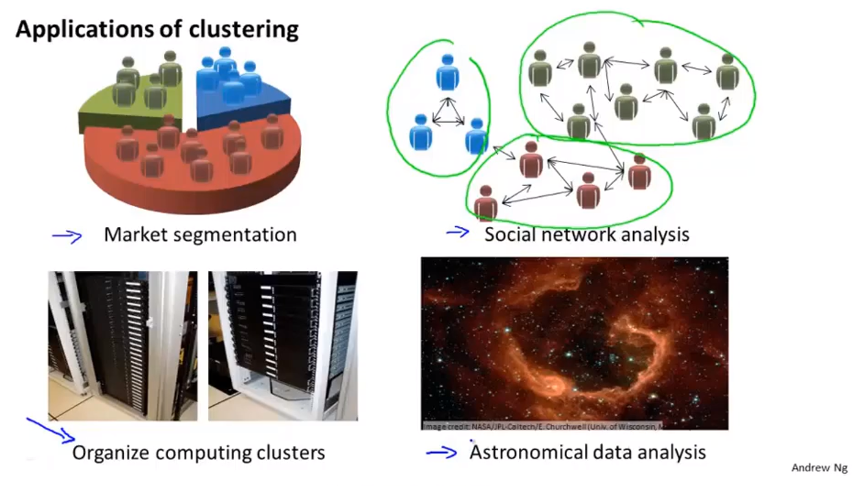 Applications of clustering
Market segmentation
Social network analysis
Image credit: NASA/JPL-Caltech/E. Churchwell (Univ. of Wisconsin,
Organize computing clusters
Astronomical data analysis
Andrew Ng